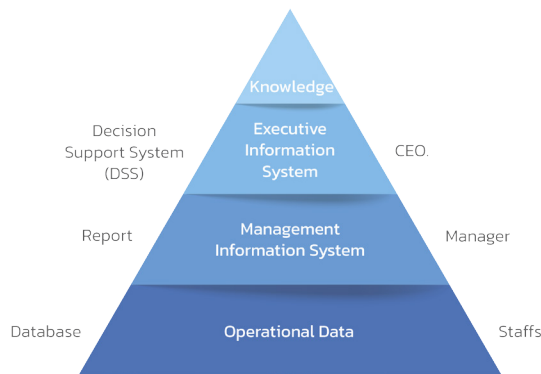 Knowledge
Decision
Support System
(DSS)
Executive
Information
System
CEO.
Report
Management
Information System
Manager
Database
Operational Data
Staffs